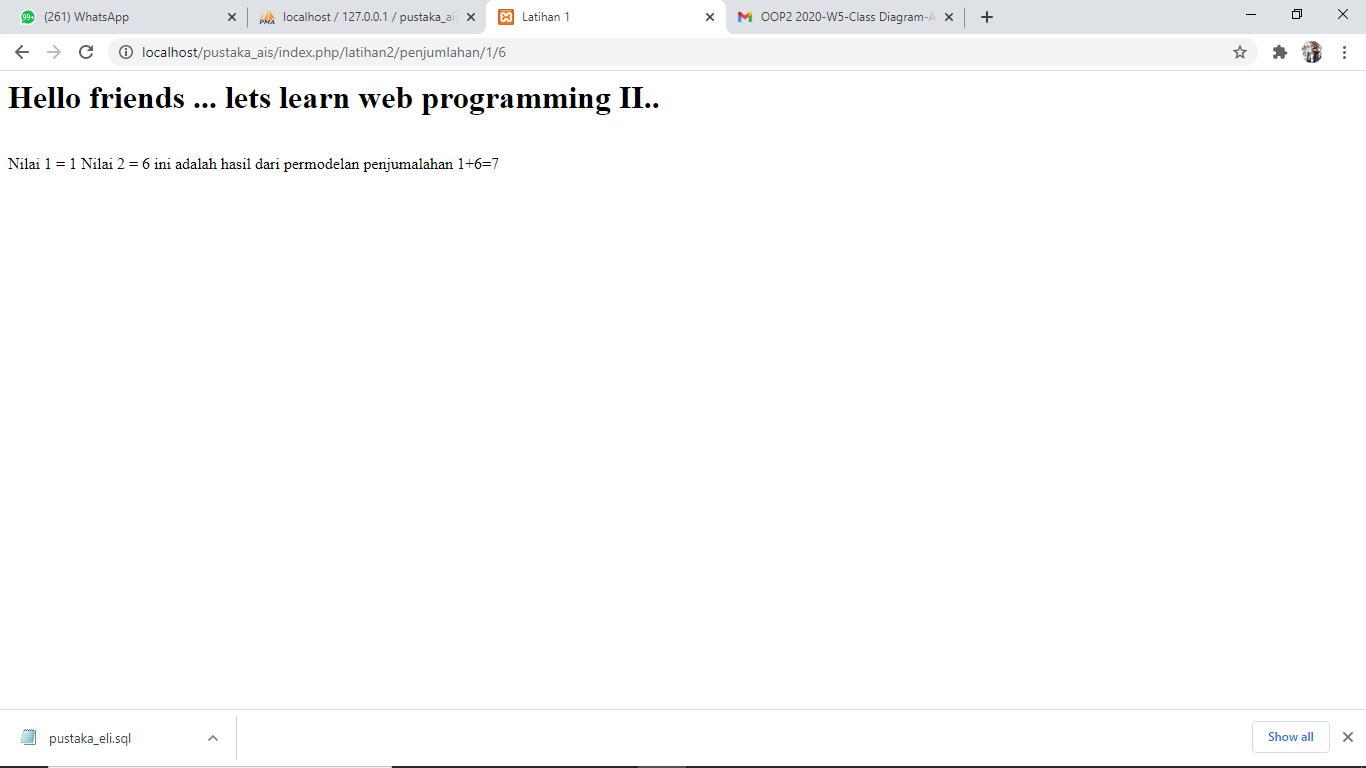 (261) WhatsApp
localhost / 127.0.0.1 / pustaka_ais
Latihan 1
OOP2 2020-W5-Class Diagram-A
localhost/pustaka_ais/index.php/latihan2/penjumlahan/1/6
Hello friends ... lets learn web programming II..
Nilai 1 = 1 Nilai 2 = 6 ini adalah hasil dari permodelan penjumalahan 1+6=7
pustaka_eli.sql
Show all